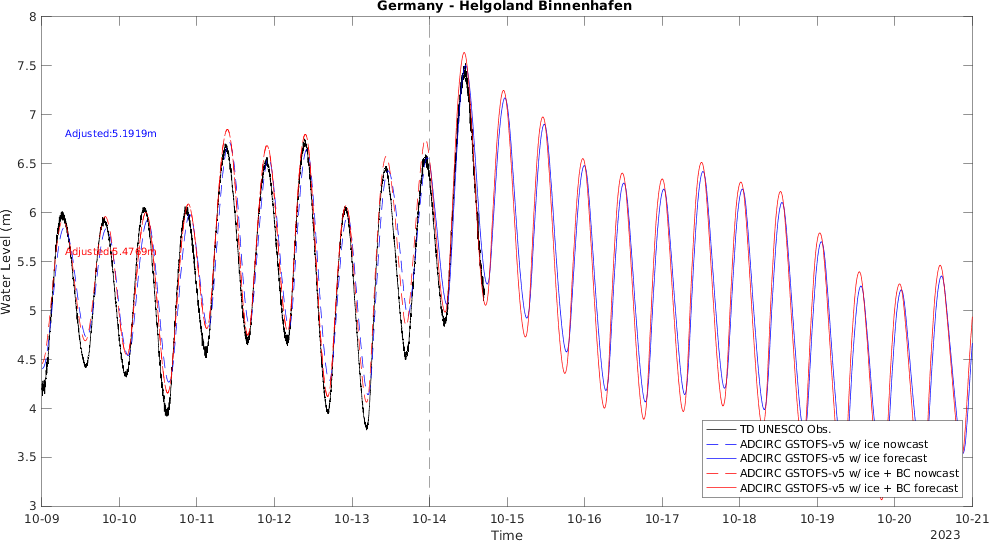 Germany - Helgoland Binnenhafen
Water Level (m)
8
7.5
7
6.5
6
5.5
5
4.5
4
3.5
3
Adjusted:5.1919m
Adjusted:5.4769m
TD UNESCO Obs.
ADCIRC GSTOFS-v5 w/ ice nowcast
ADCIRC GSTOFS-v5 w/ ice forecast
ADCIRC GSTOFS-v5 w/ ice + BC nowcast
ADCIRC GSTOFS-v5 w/ ice + BC forecast
10-09 10-10 10-11 10-12 10-13 10-14 10-15 10-16 10-17 10-18 10-19 10-20 10-21
Time
2023